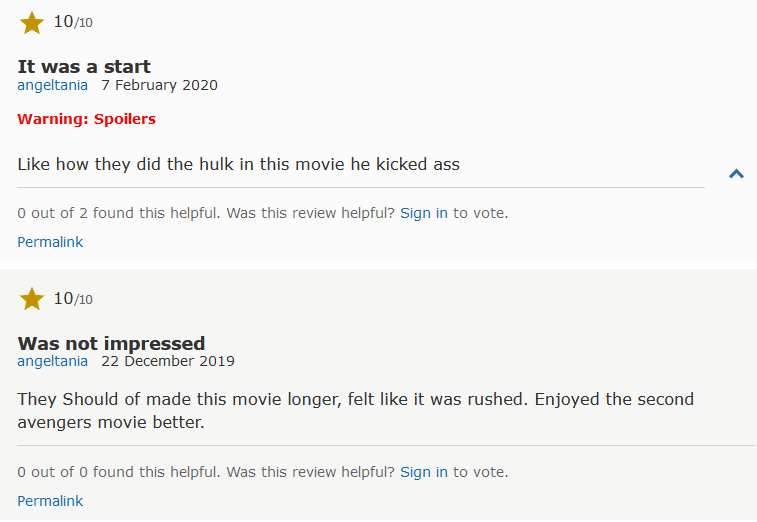 10/10
It was a start
angeltania 7 February 2020
Warning: Spoilers
Like how they did the hulk in this movie he kicked ass
0 out of 2 found this helpful. Was this review helpful? Sign in to vote.
Permalink
10/10
Was not impressed
angeltania 22 December 2019
They Should of made this movie longer, felt like it was rushed. Enjoyed the second
avengers movie better.
0 out of 0 found this helpful. Was this review helpful? Sign in to vote.
Permalink